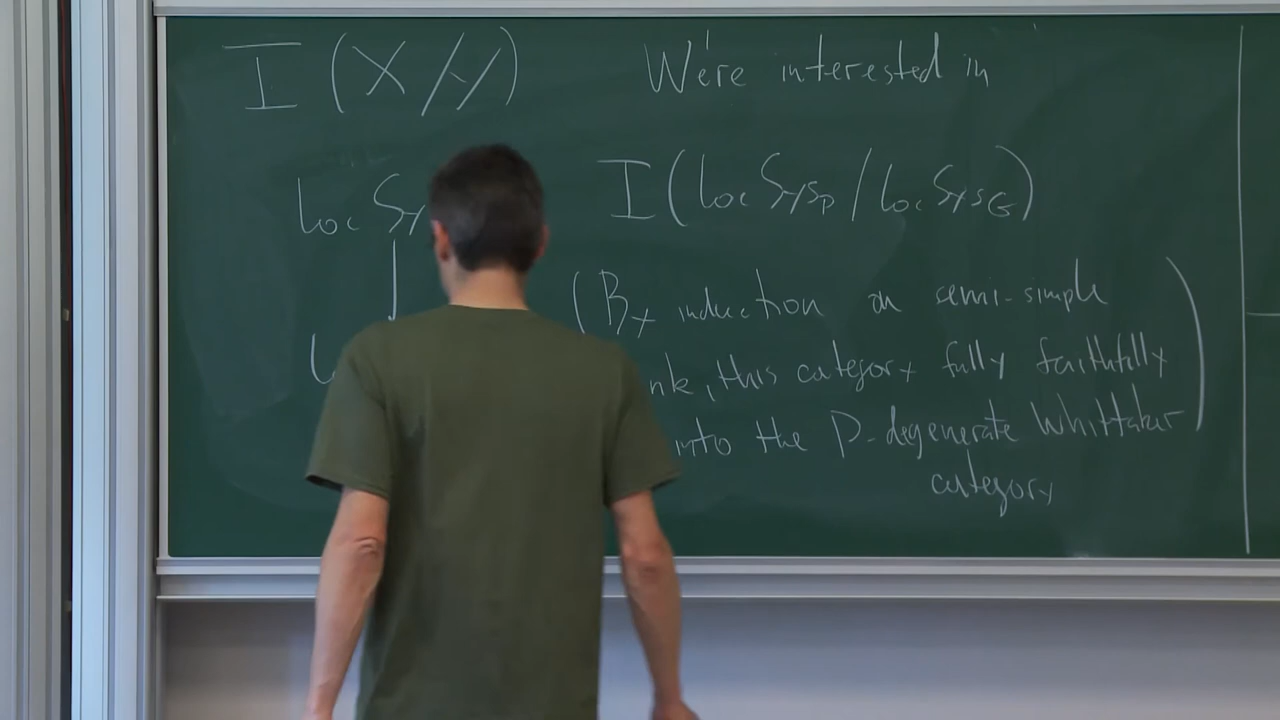 I (X/Y)
Loc Sy
We're interested in
I(Loc Sys_P / Loc Sys_G)
(By induction on semi-simple
nk, this category fully faithfully
into the P-degenerate Whittaker
category)